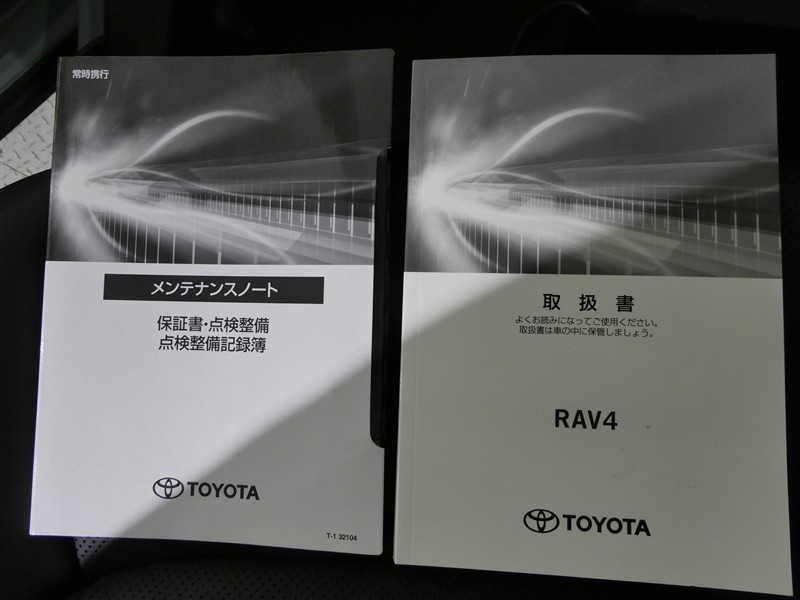 常時携行
メンテナンスノート
保証書・点検整備
点検整備記録簿
TOYOTA
T-1 32104
取扱書
よくお読みになってご使用ください。
取扱書は車の中に保管しましょう。
RAV4
TOYOTA